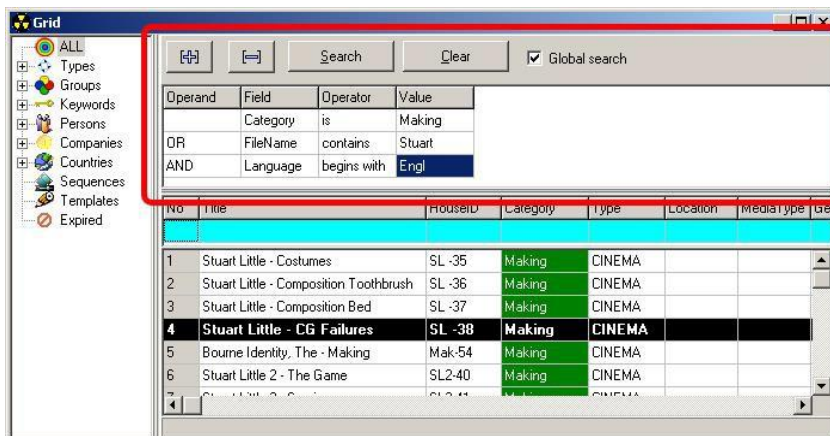 Grid
ALL
Types
Groups
Keywords
Persons
Companies
Countries
Sequences
Templates
Expired
Search Clear Global search
Operand Field Operator Value
Category is Making
OR FileName contains Stuart
AND Language begins with Engl
No Title HouseID Category Type Location MediaType Ge
1 Stuart Little - Costumes SL -35 Making CINEMA
2 Stuart Little - Composition Toothbrush SL -36 Making CINEMA
3 Stuart Little - Composition Bed SL -37 Making CINEMA
4 Stuart Little - CG Failures SL -38 Making CINEMA
5 Bourne Identity, The - Making Mak-54 Making CINEMA
6 Stuart Little 2 - The Game SL2-40 Making CINEMA